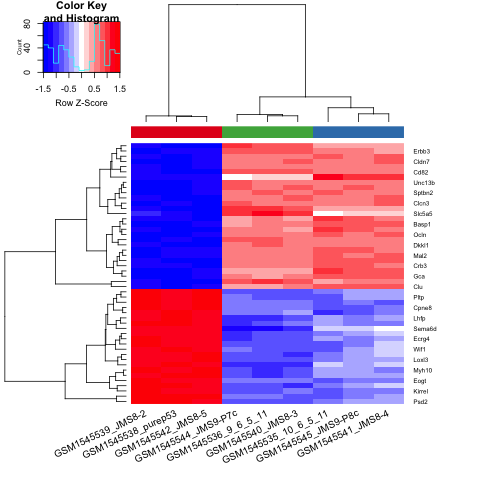 Color Key
and Histogram
Count
0 40 80
-1.5 -0.5 0.5 1.5
Row Z-Score
Erbb3
Cldn7
Cd82
Unc13b
Sptbn2
Clcn3
Slc5a5
Basp1
Ocln
Dkkl1
Mal2
Crb3
Gca
Clu
Pltp
Cpne8
Lhfp
Sema6d
Ecrg4
Wif1
Loxl3
Myh10
Eogt
Kirrel
Psd2
GSM1545539_JMS8-2
GSM1545538_purep53
GSM1545542_JMS8-5
GSM1545544_JMS9-P7c
GSM1545536_9_6_5_11
GSM1545540_JMS8-3
GSM1545535_10_6_5_11
GSM1545545_JMS9-P8c
GSM1545541_JMS8-4